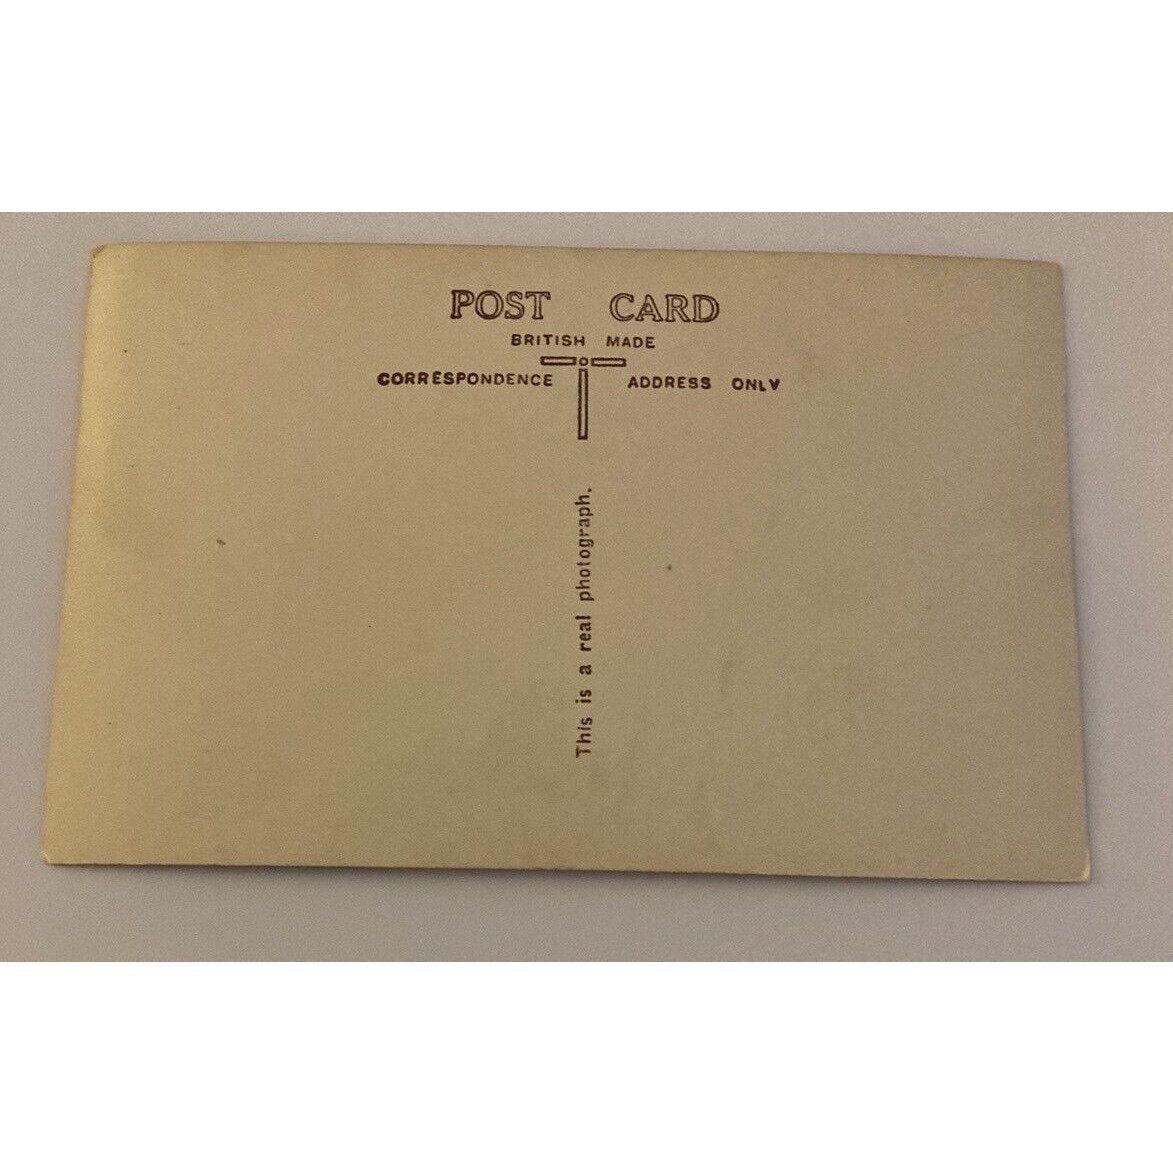 POST CARD
BRITISH MADE
CORRESPONDENCE ADDRESS ONLY
This is a real photograph.